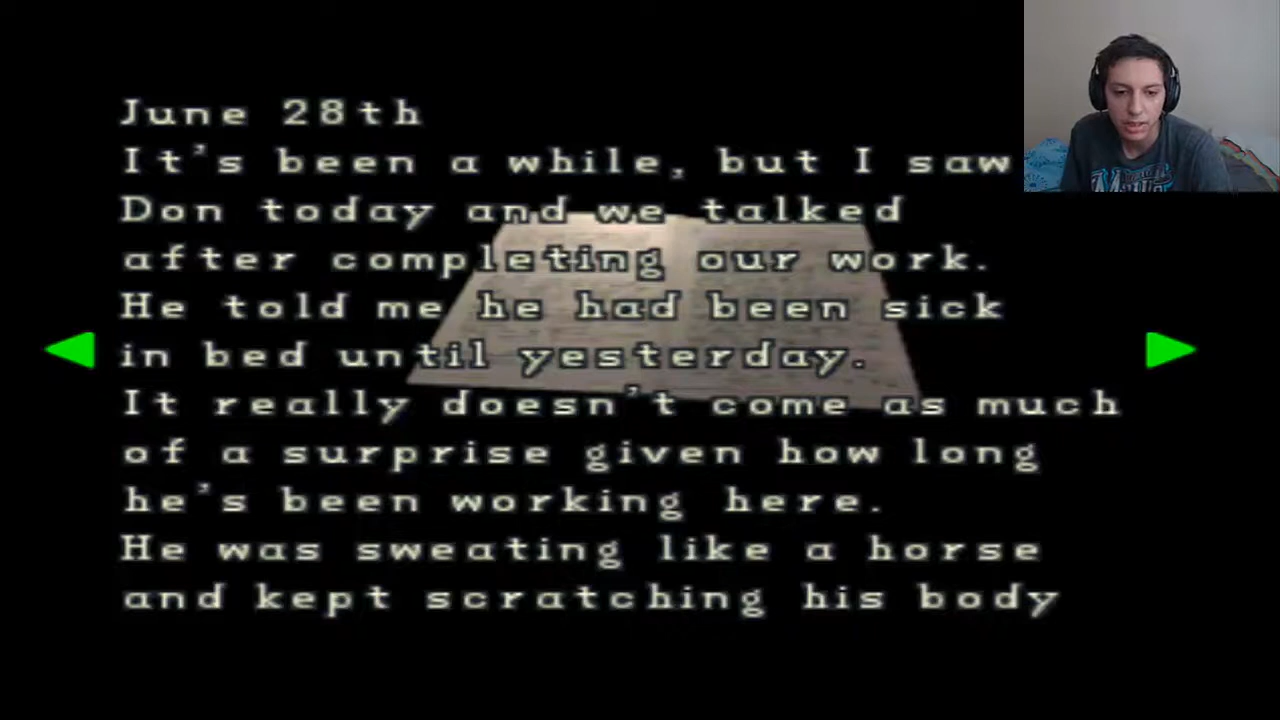 June 28th
It's been a while, but I saw
Don today and we talked
after completing our work.
He told me he had been sick
in bed until yesterday.
It really doesn't come as much
of a surprise given how long
he's been working here.
He was sweating like a horse
and kept scratching his body